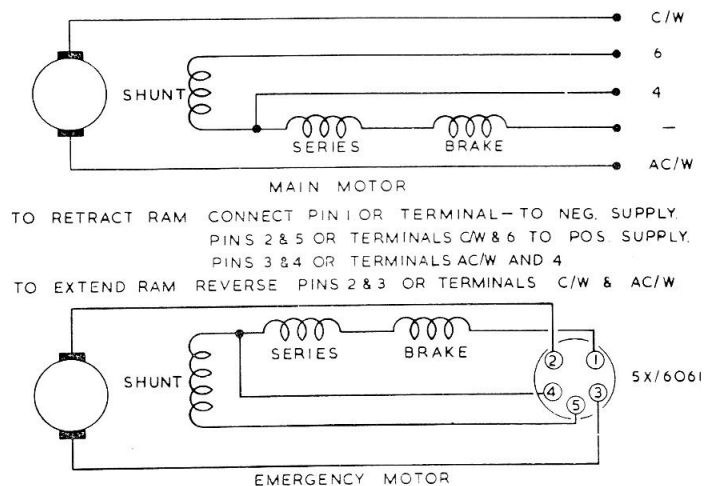 C/W
6
SHUNT
4
SERIES BRAKE —
AC/W
MAIN MOTOR
TO RETRACT RAM CONNECT PIN 1 OR TERMINAL — TO NEG. SUPPLY.
PINS 2 & 5 OR TERMINALS C/W & 6 TO POS. SUPPLY.
PINS 3 & 4 OR TERMINALS AC/W AND 4
TO EXTEND RAM REVERSE PINS 2 & 3 OR TERMINALS C/W & AC/W
SERIES BRAKE 2 1
SHUNT 5X/6061
4 5 3
EMERGENCY MOTOR